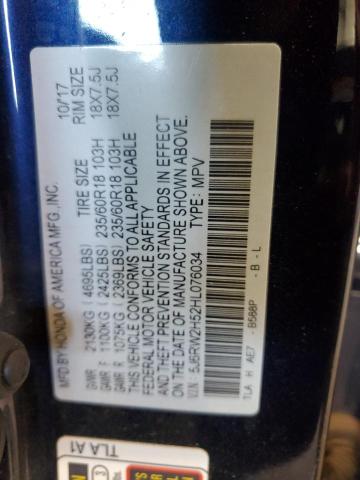 MFD.BY HONDA OF AMERICA MFG.,INC. 10/17
TIRE SIZE RIM SIZE
GVWR 2130KG (4695LBS)
GAWR F 1100KG (2425LBS) 235/60R18 103H 18X7.5J
GAWR R 1075KG (2369LBS) 235/60R18 103H 18X7.5J
THIS VEHICLE CONFORMS TO ALL APPLICABLE
FEDERAL MOTOR VEHICLE SAFETY
AND THEFT PREVENTION STANDARDS IN EFFECT
ON THE DATE OF MANUFACTURE SHOWN ABOVE.
VIN: 5J6RW2H52HL076034 TYPE: MPV
TLA H AE7 - B588P - B - L
TLA A1